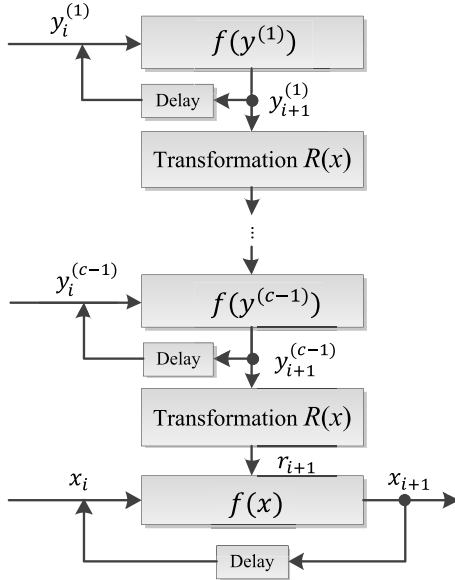 y_i^{(1)}
f(y^{(1)})
Delay
y_{i+1}^{(1)}
Transformation R(x)
...
y_i^{(c-1)}
f(y^{(c-1)})
Delay
y_{i+1}^{(c-1)}
Transformation R(x)
r_{i+1}
x_i
f(x)
x_{i+1}
Delay